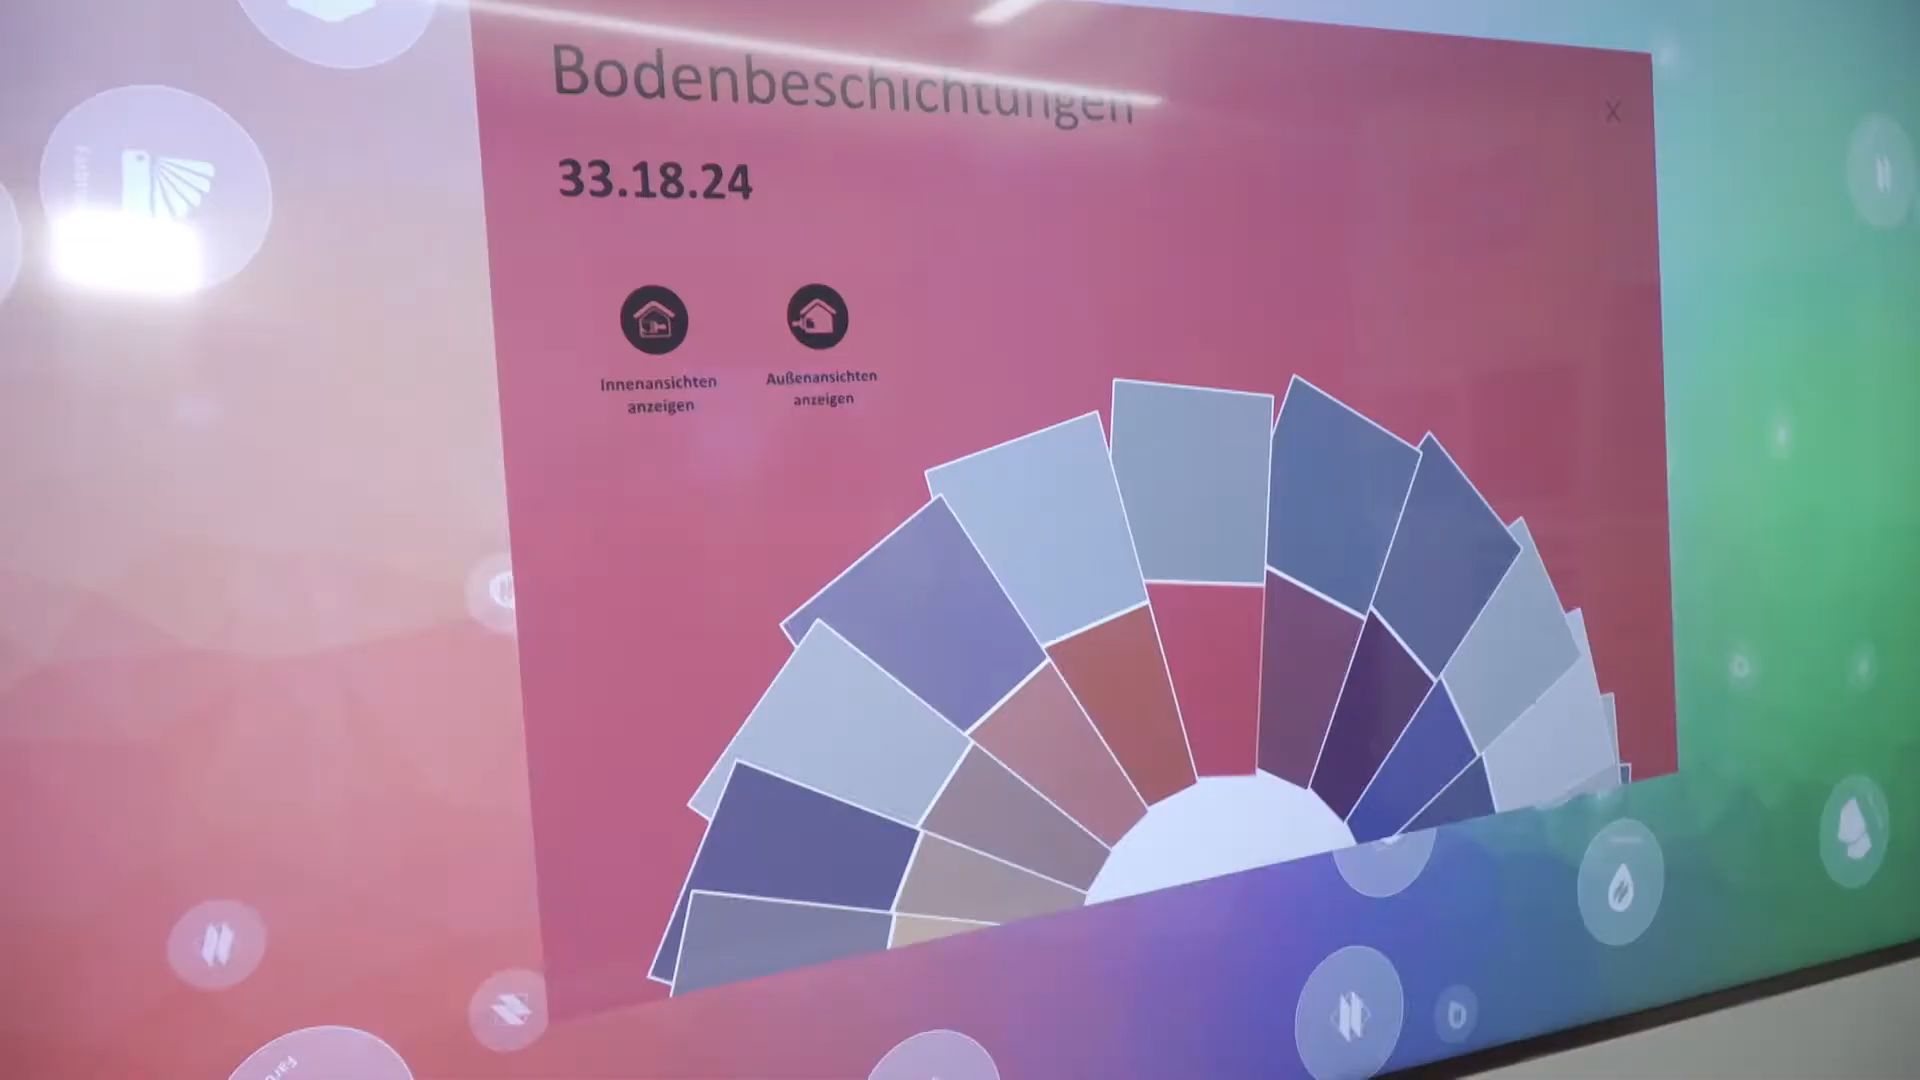 Bodenbeschichtungen
33.18.24
Innenansichten
anzeigen
Außenansichten
anzeigen